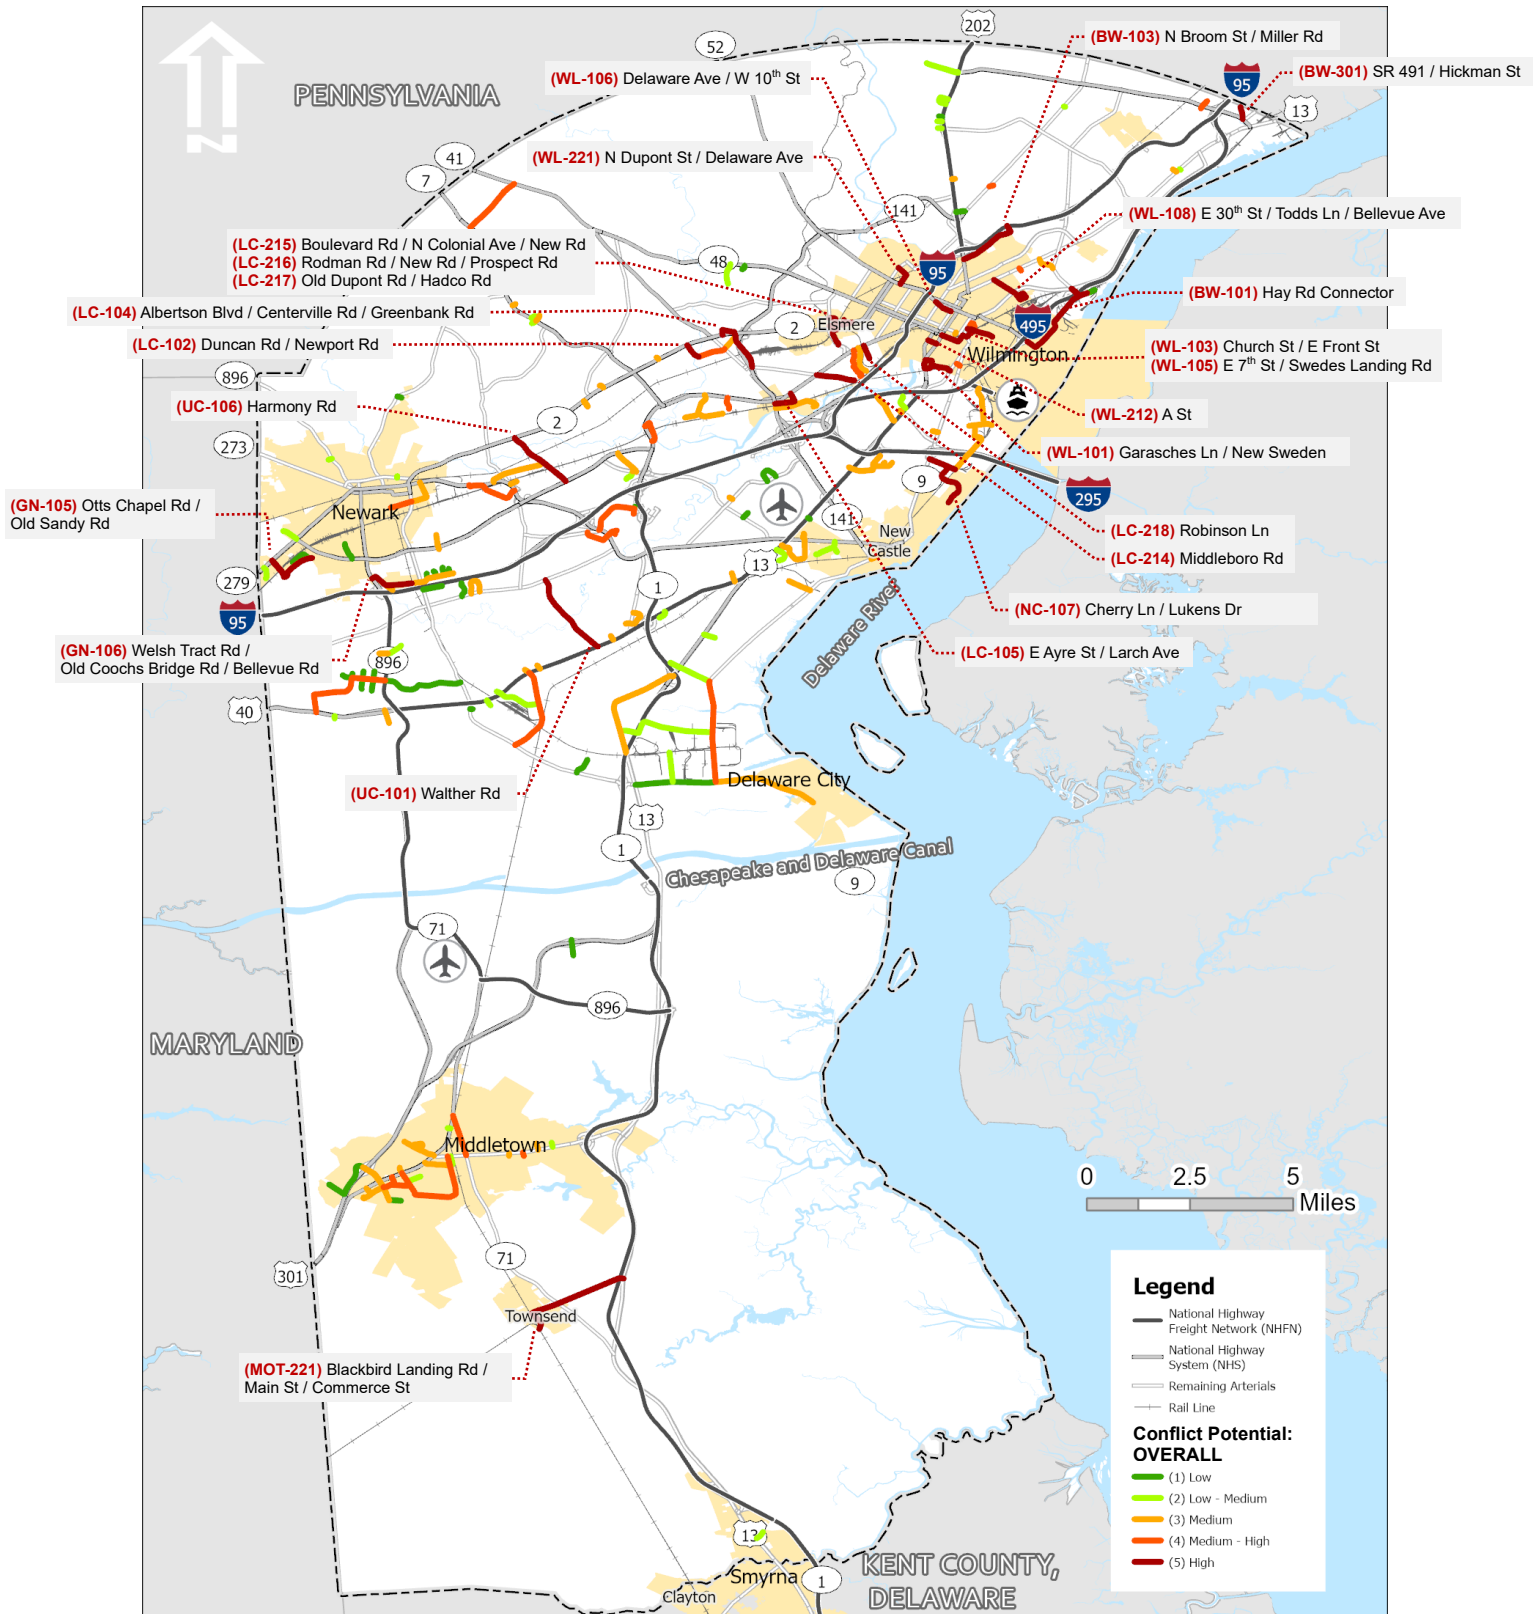 202
52
(BW-103) N Broom St / Miller Rd
(WL-106) Delaware Ave / W 10th St
(BW-301) SR 491 / Hickman St
95
13
PENNSYLVANIA
N
41
7
(WL-221) N Dupont St / Delaware Ave
141
(WL-108) E 30th St / Todds Ln / Bellevue Ave
(LC-215) Boulevard Rd / N Colonial Ave / New Rd
(LC-216) Rodman Rd / New Rd / Prospect Rd
(LC-217) Old Dupont Rd / Hadco Rd
48
95
(BW-101) Hay Rd Connector
(LC-104) Albertson Blvd / Centerville Rd / Greenbank Rd
2
Elsmere
495
(LC-102) Duncan Rd / Newport Rd
Wilmington
(WL-103) Church St / E Front St
(WL-105) E 7th St / Swedes Landing Rd
896
(UC-106) Harmony Rd
2
(WL-212) A St
273
(WL-101) Garasches Ln / New Sweden
9
295
(GN-105) Otts Chapel Rd /
Old Sandy Rd
Newark
141
New
Castle
(LC-218) Robinson Ln
(LC-214) Middleboro Rd
13
279
1
95
Delaware River
(NC-107) Cherry Ln / Lukens Dr
(GN-106) Welsh Tract Rd /
Old Coochs Bridge Rd / Bellevue Rd
896
(LC-105) E Ayre St / Larch Ave
40
Delaware City
(UC-101) Walther Rd
13
1
Chesapeake and Delaware Canal
9
71
896
MARYLAND
Middletown
0 2.5 5
Miles
71
301
Townsend
(MOT-221) Blackbird Landing Rd /
Main St / Commerce St
Legend
National Highway
Freight Network (NHFN)
National Highway
System (NHS)
Remaining Arterials
Rail Line
Conflict Potential:
OVERALL
(1) Low
(2) Low - Medium
(3) Medium
(4) Medium - High
(5) High
13
Smyrna
1
Clayton
KENT COUNTY,
DELAWARE